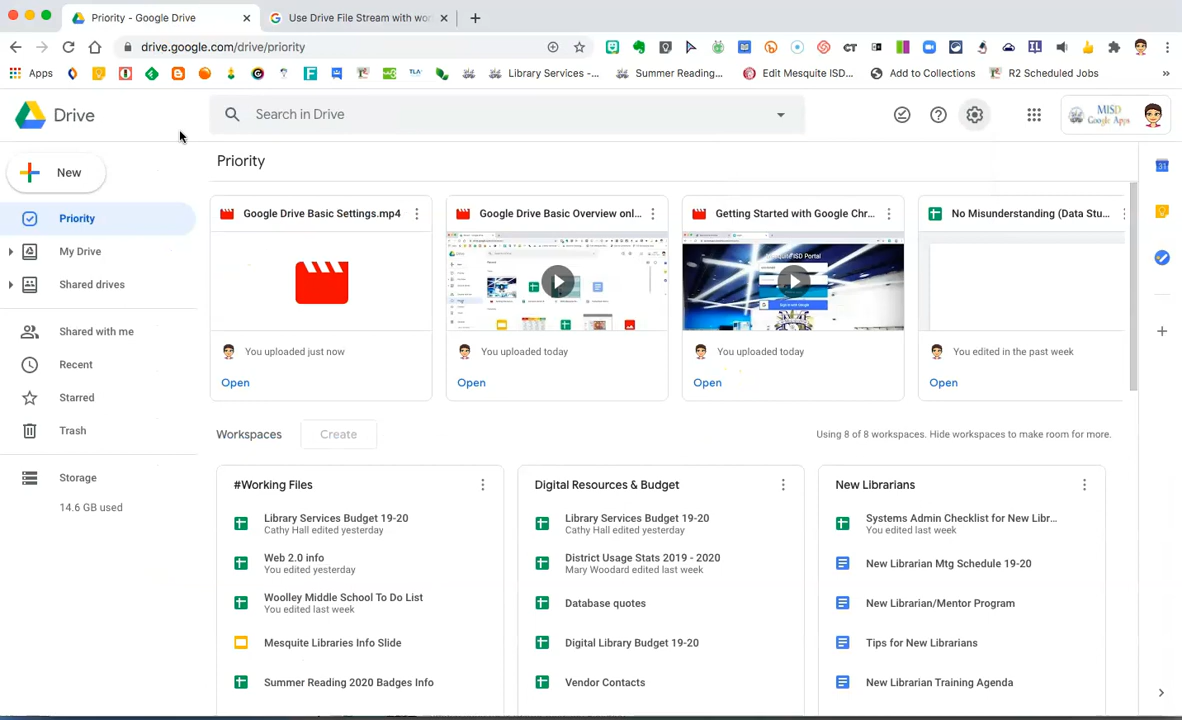 Priority - Google Drive
Use Drive File Stream with wor
drive.google.com/drive/priority
Apps
Library Services -...
Summer Reading...
Edit Mesquite ISD...
Add to Collections
R2 Scheduled Jobs
Drive
Search in Drive
MISD
Google Apps
New
Priority
My Drive
Shared drives
Shared with me
Recent
Starred
Trash
Storage
14.6 GB used
Priority
Google Drive Basic Settings.mp4
You uploaded just now
Open
Google Drive Basic Overview onl...
You uploaded today
Open
Getting Started with Google Chr...
You uploaded today
Open
No Misunderstanding (Data Stu...
You edited in the past week
Open
Workspaces
Create
Using 8 of 8 workspaces. Hide workspaces to make room for more.
#Working Files
Library Services Budget 19-20
Cathy Hall edited yesterday
Web 2.0 info
You edited yesterday
Woolley Middle School To Do List
You edited last week
Mesquite Libraries Info Slide
Summer Reading 2020 Badges Info
Digital Resources & Budget
Library Services Budget 19-20
Cathy Hall edited yesterday
District Usage Stats 2019 - 2020
Mary Woodard edited last week
Database quotes
Digital Library Budget 19-20
Vendor Contacts
New Librarians
Systems Admin Checklist for New Libr...
You edited last week
New Librarian Mtg Schedule 19-20
New Librarian/Mentor Program
Tips for New Librarians
New Librarian Training Agenda